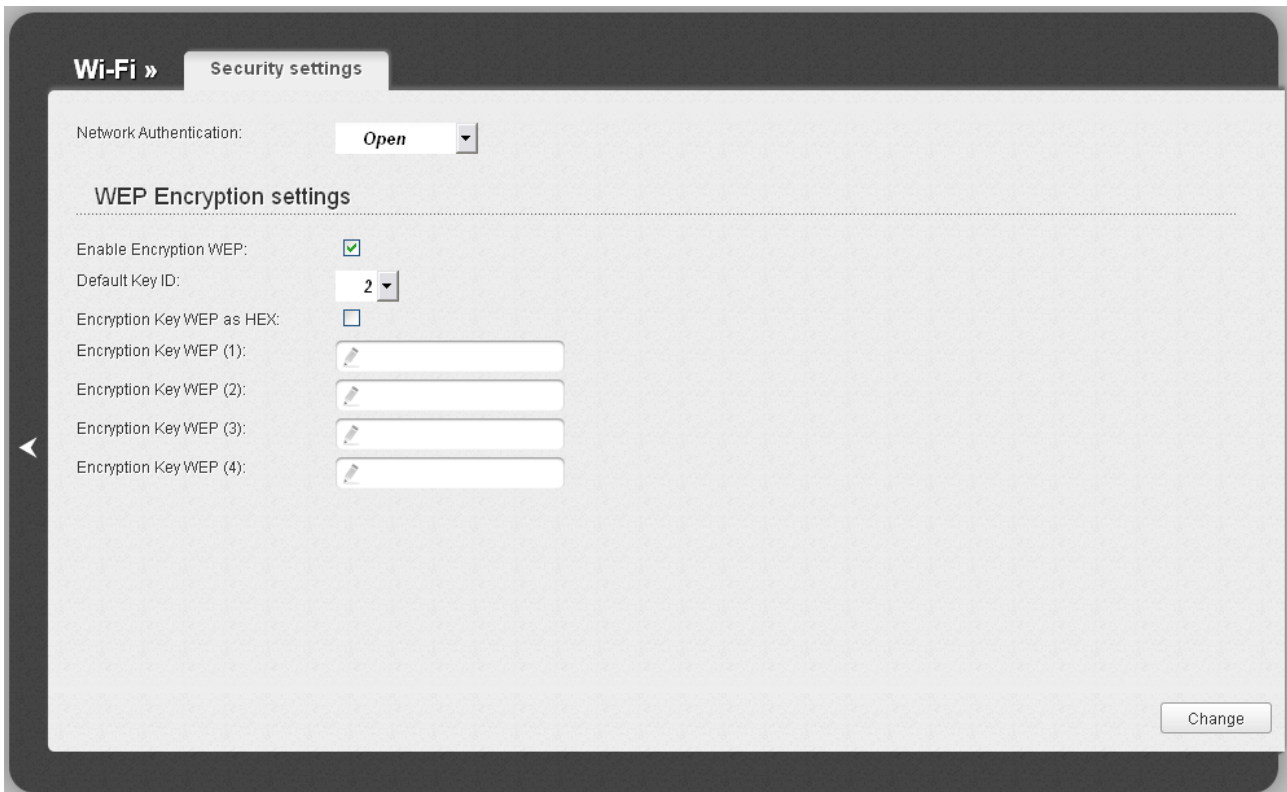 Wi-Fi » Security settings
Network Authentication: Open
WEP Encryption settings
Enable Encryption WEP:
Default Key ID: 2
Encryption Key WEP as HEX:
Encryption Key WEP (1):
Encryption Key WEP (2):
Encryption Key WEP (3):
Encryption Key WEP (4):
Change